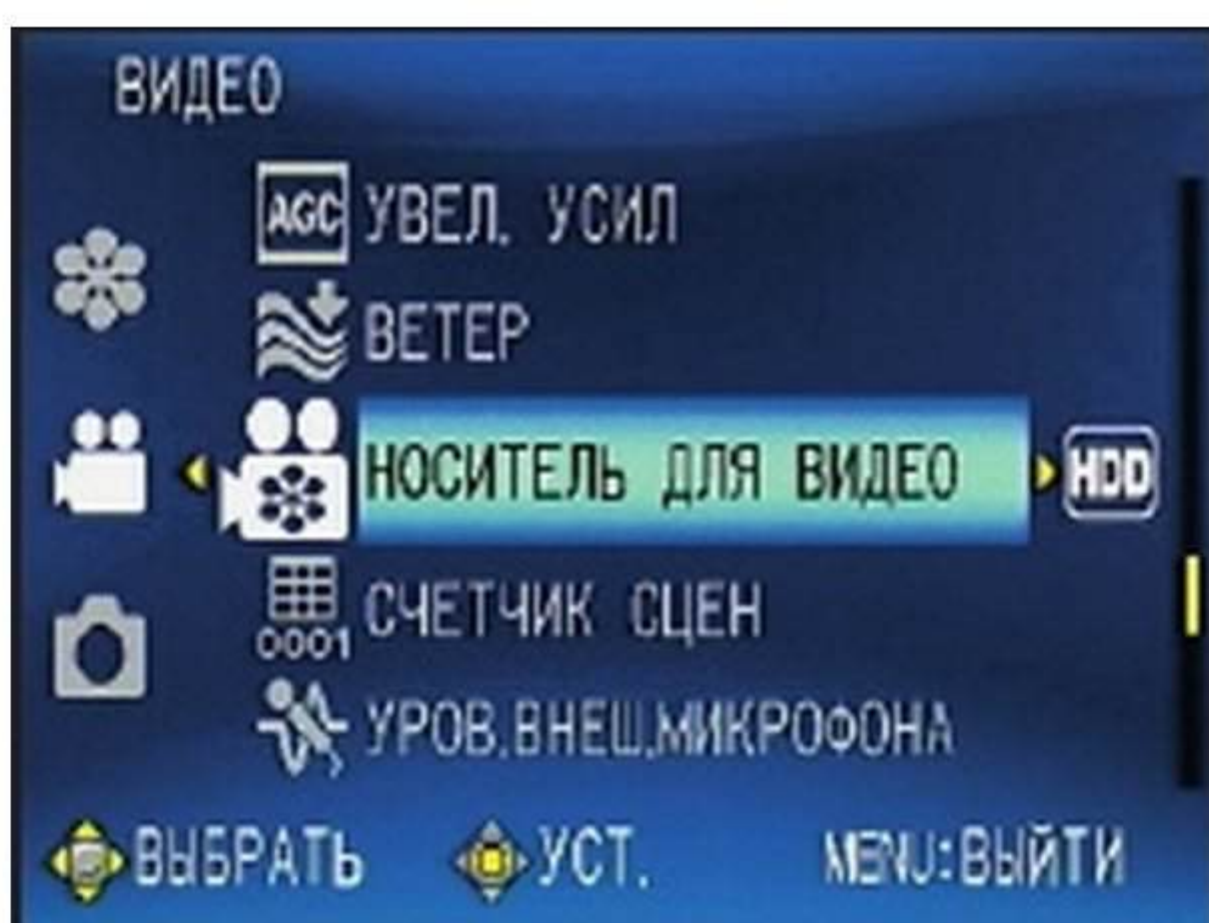 ВИДЕО
AGC УВЕЛ. УСИЛ
ВЕТЕР
НОСИТЕЛЬ ДЛЯ ВИДЕО HDD
0001 СЧЕТЧИК СЦЕН
УРОВ.ВНЕШ.МИКРОФОНА
ВЫБРАТЬ УСТ. MENU:ВЫЙТИ